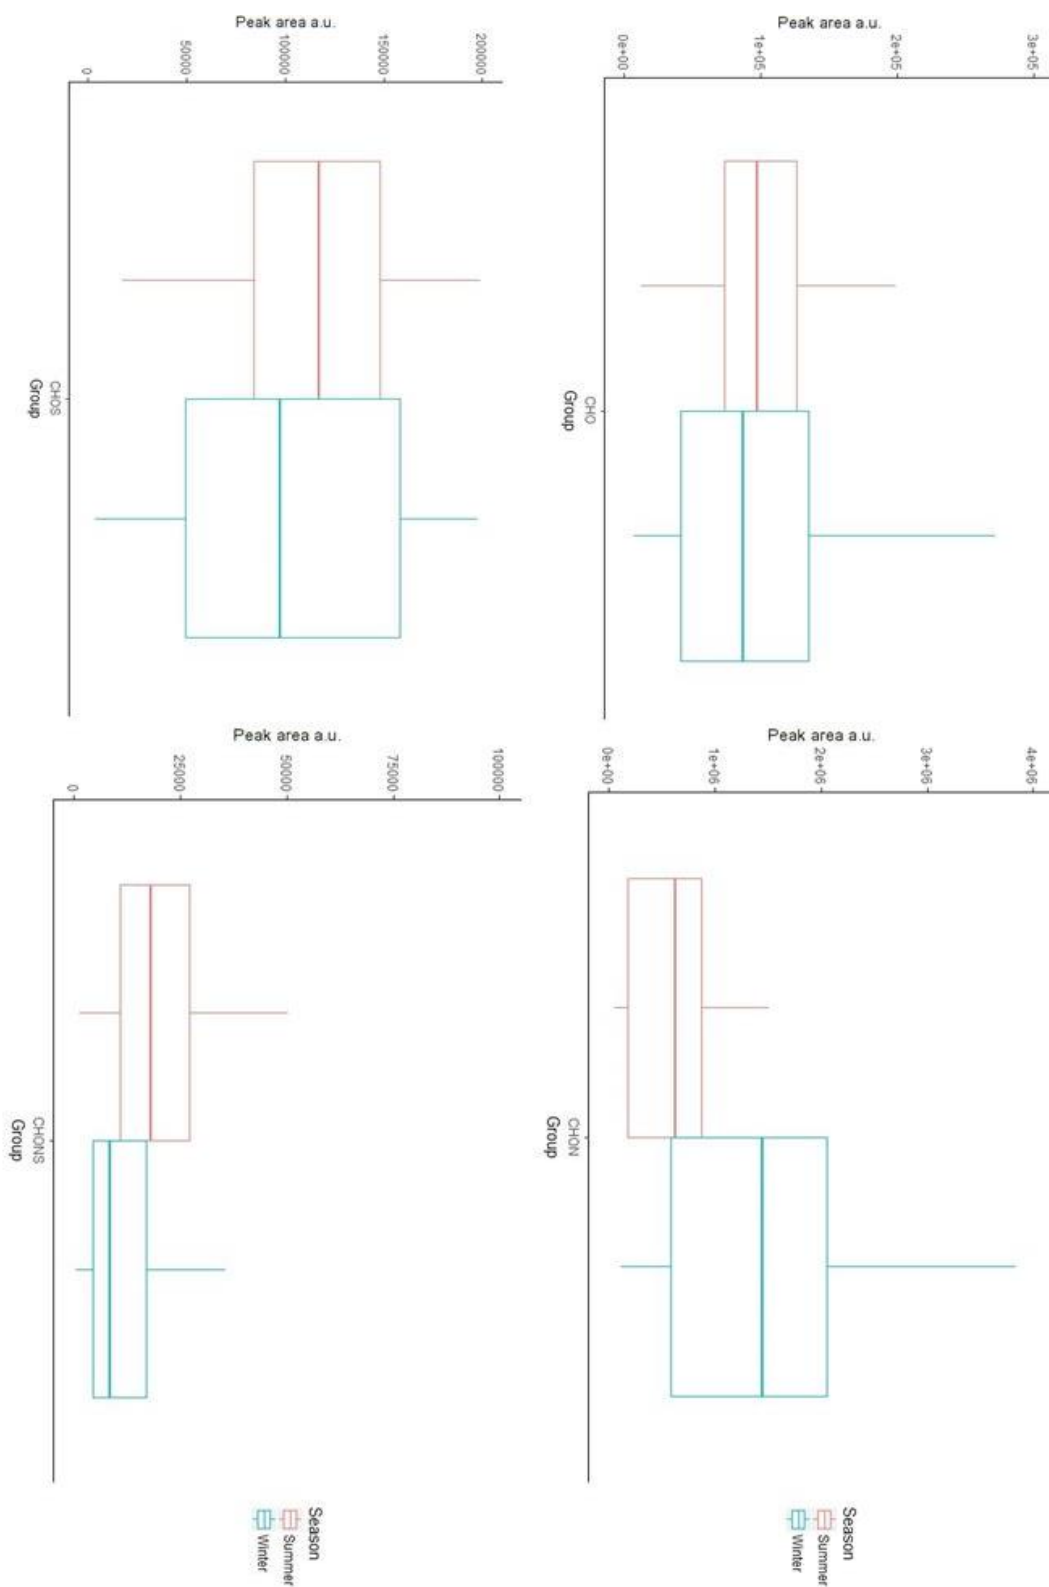 Peak area a.u.
0e+00
1e+05
2e+05
3e+05
CHO
Group
Peak area a.u.
0e+00
1e+06
2e+06
3e+06
4e+06
CHON
Group
Season
Summer
Winter
Peak area a.u.
0
50000
100000
150000
200000
CHOS
Group
Peak area a.u.
0
25000
50000
75000
100000
CHONS
Group
Season
Summer
Winter